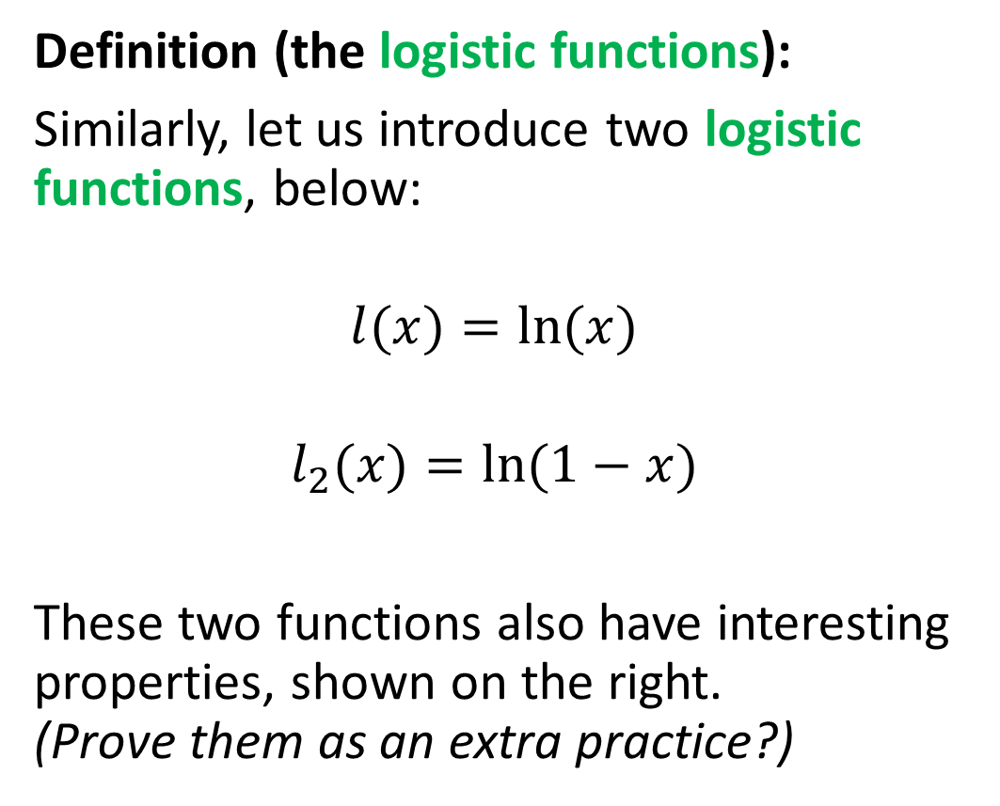 Definition (the logistic functions):
Similarly, let us introduce two logistic
functions, below:
l(x) = ln(x)
l₂(x) = ln(1 − x)
These two functions also have interesting
properties, shown on the right.
(Prove them as an extra practice?)